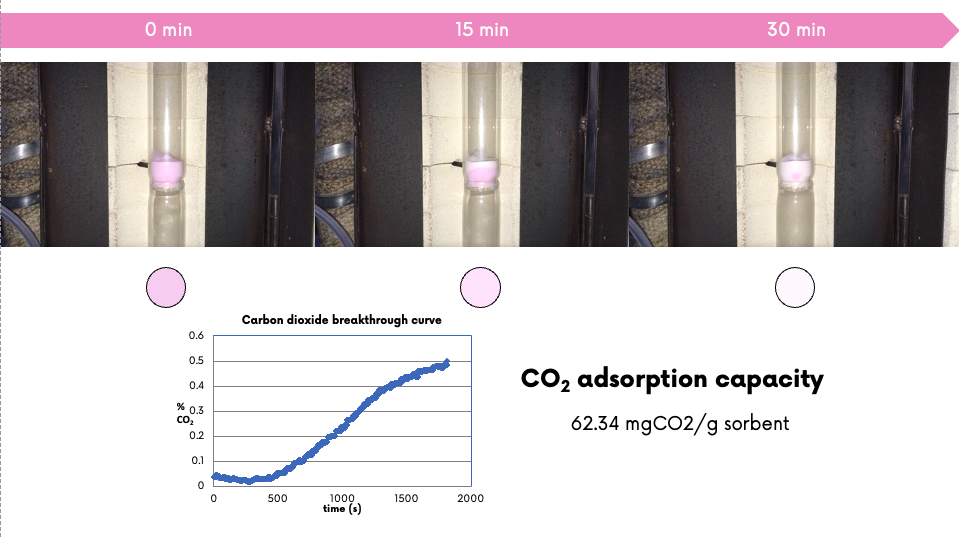 0 min
15 min
30 min
Carbon dioxide breakthrough curve
0.6
0.5
0.4
0.3
0.2
0.1
0
%
CO₂
0
500
1000
1500
2000
time (s)
CO₂ adsorption capacity
62.34 mgCO2/g sorbent